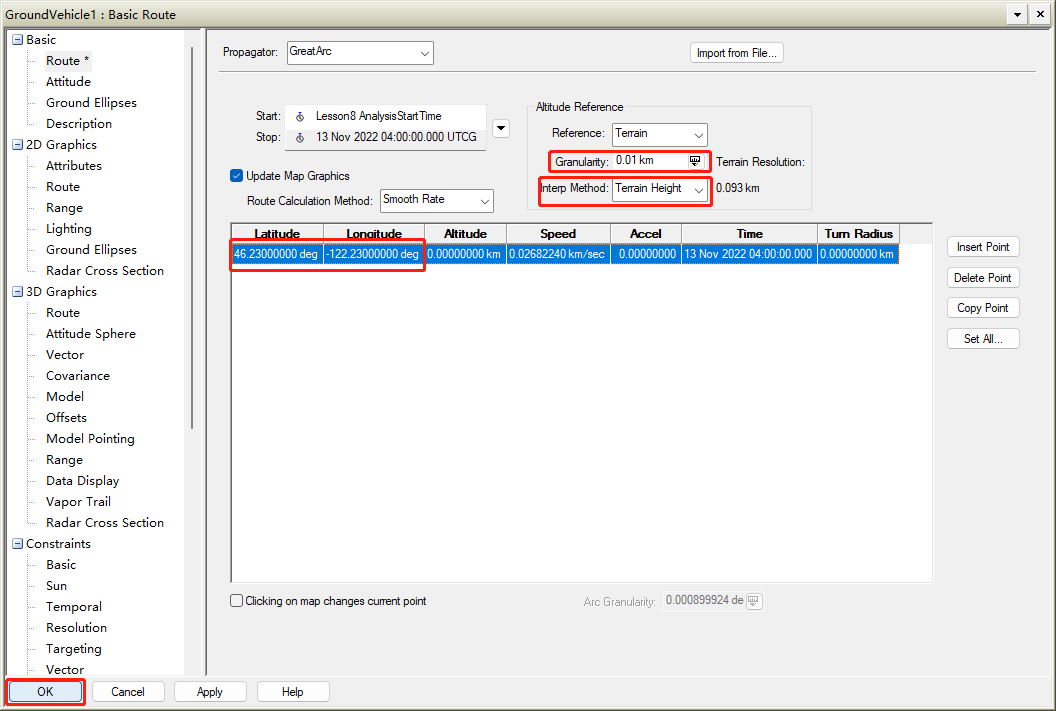 GroundVehicle1 : Basic Route
Basic
Route *
Attitude
Ground Ellipses
Description
2D Graphics
Attributes
Route
Range
Lighting
Ground Ellipses
Radar Cross Section
3D Graphics
Route
Attitude Sphere
Vector
Covariance
Model
Offsets
Model Pointing
Range
Data Display
Vapor Trail
Radar Cross Section
Constraints
Basic
Sun
Temporal
Resolution
Targeting
Vector
Propagator: GreatArc Import from File...
Start: Lesson8 AnalysisStartTime
Stop: 13 Nov 2022 04:00:00.000 UTCG
Update Map Graphics
Route Calculation Method: Smooth Rate
Altitude Reference
Reference: Terrain
Granularity: 0.01 km Terrain Resolution:
Interp Method: Terrain Height 0.093 km
Latitude Longitude Altitude Speed Accel Time Turn Radius
46.23000000 deg -122.23000000 deg 0.00000000 km 0.02682240 km/sec 0.00000000 13 Nov 2022 04:00:00.000 0.00000000 km
Insert Point
Delete Point
Copy Point
Set All...
Clicking on map changes current point Arc Granularity: 0.000899924 de
OK Cancel Apply Help